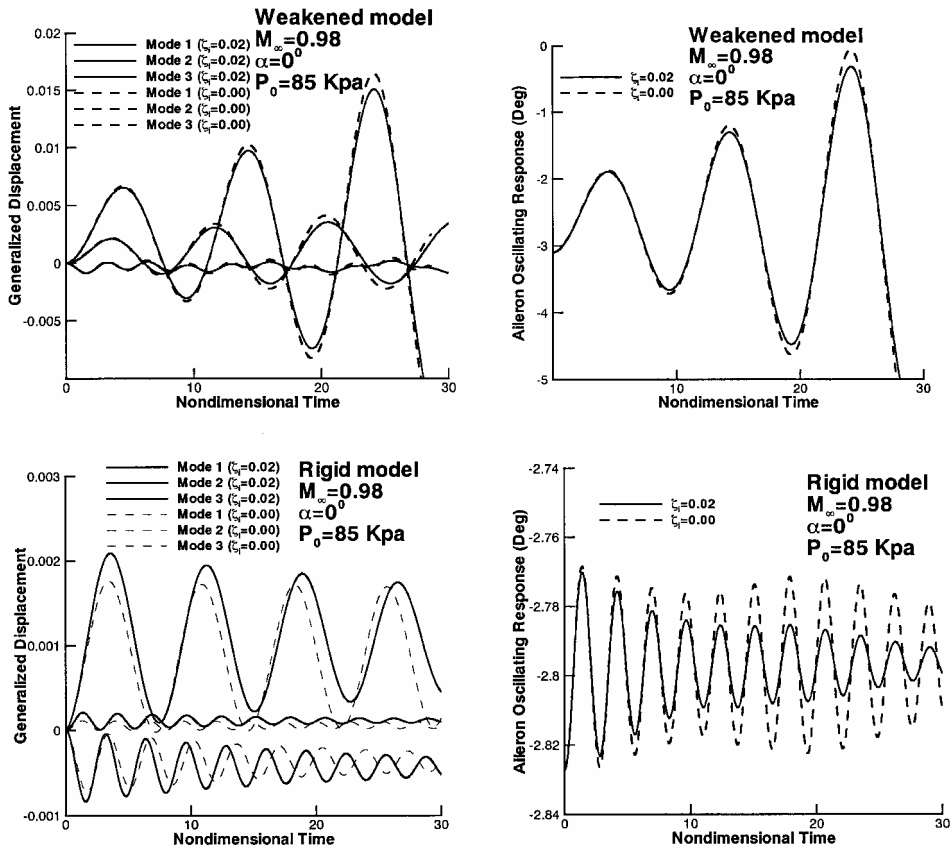 Weakened model
M∞=0.98
α=0⁰
P₀=85 Kpa
Mode 1 (ζᵢ=0.02)
Mode 2 (ζᵢ=0.02)
Mode 3 (ζᵢ=0.02)
Mode 1 (ζᵢ=0.00)
Mode 2 (ζᵢ=0.00)
Mode 3 (ζᵢ=0.00)
Generalized Displacement
0.02
0.015
0.01
0.005
0
-0.005
0
10
20
30
Nondimensional Time
Weakened model
M∞=0.98
α=0⁰
P₀=85 Kpa
ζᵢ=0.02
ζᵢ=0.00
Aileron Oscillating Response (Deg)
0
-1
-2
-3
-4
-5
10
20
30
Nondimensional Time
Rigid model
M∞=0.98
α=0⁰
P₀=85 Kpa
Mode 1 (ζᵢ=0.02)
Mode 2 (ζᵢ=0.02)
Mode 3 (ζᵢ=0.02)
Mode 1 (ζᵢ=0.00)
Mode 2 (ζᵢ=0.00)
Mode 3 (ζᵢ=0.00)
Generalized Displacement
0.003
0.002
0.001
0
-0.001
0
10
20
30
Nondimensional Time
Rigid model
M∞=0.98
α=0⁰
P₀=85 Kpa
ζᵢ=0.02
ζᵢ=0.00
Aileron Oscillating Response (Deg)
-2.74
-2.76
-2.78
-2.8
-2.82
-2.84
0
10
20
30
Nondimensional Time